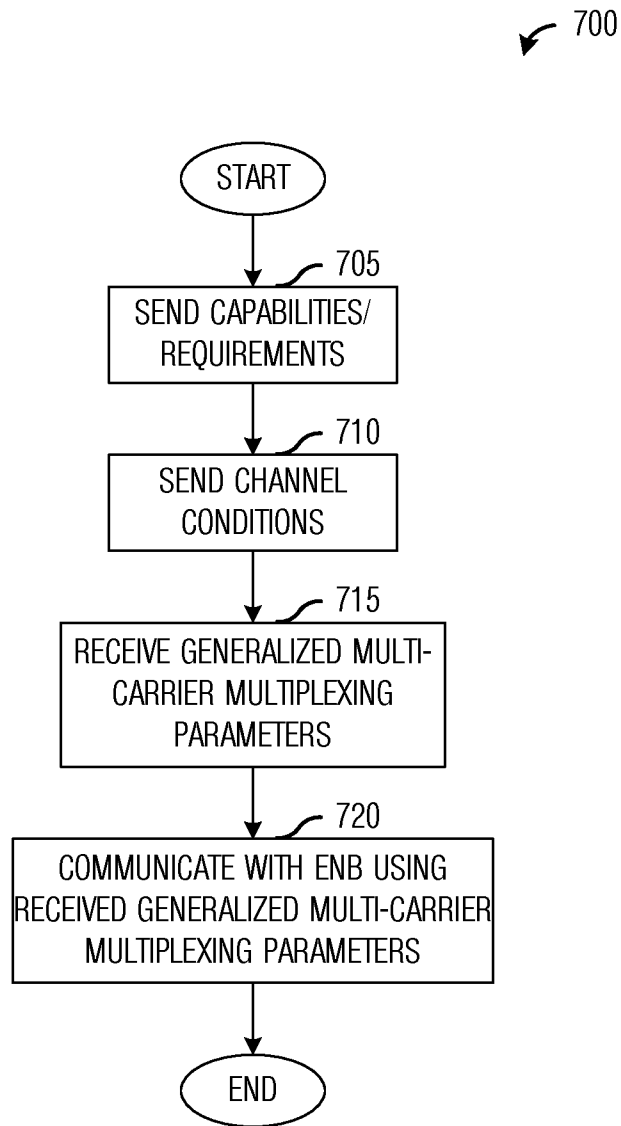 700
START
705
SEND CAPABILITIES/
REQUIREMENTS
710
SEND CHANNEL
CONDITIONS
715
RECEIVE GENERALIZED MULTI-
CARRIER MULTIPLEXING
PARAMETERS
720
COMMUNICATE WITH ENB USING
RECEIVED GENERALIZED MULTI-CARRIER
MULTIPLEXING PARAMETERS
END